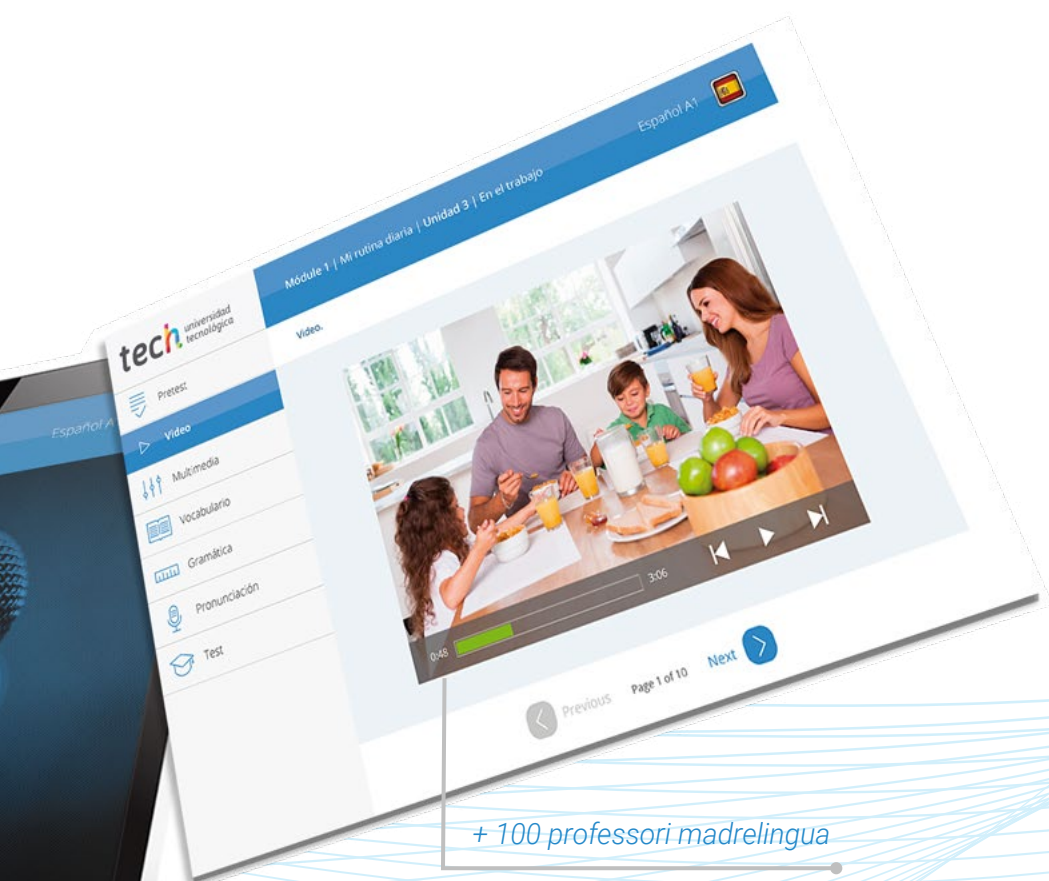 Español A1
Módule 1 | Mi rutina diaria | Unidad 3 | En el trabajo
tech universidad
tecnológica
Video.
Pretest
Video
Multimedia
Vocabulario
Gramática
Pronunciación
Test
Español A
0:48
3:06
Previous Page 1 of 10 Next
+ 100 professori madrelingua